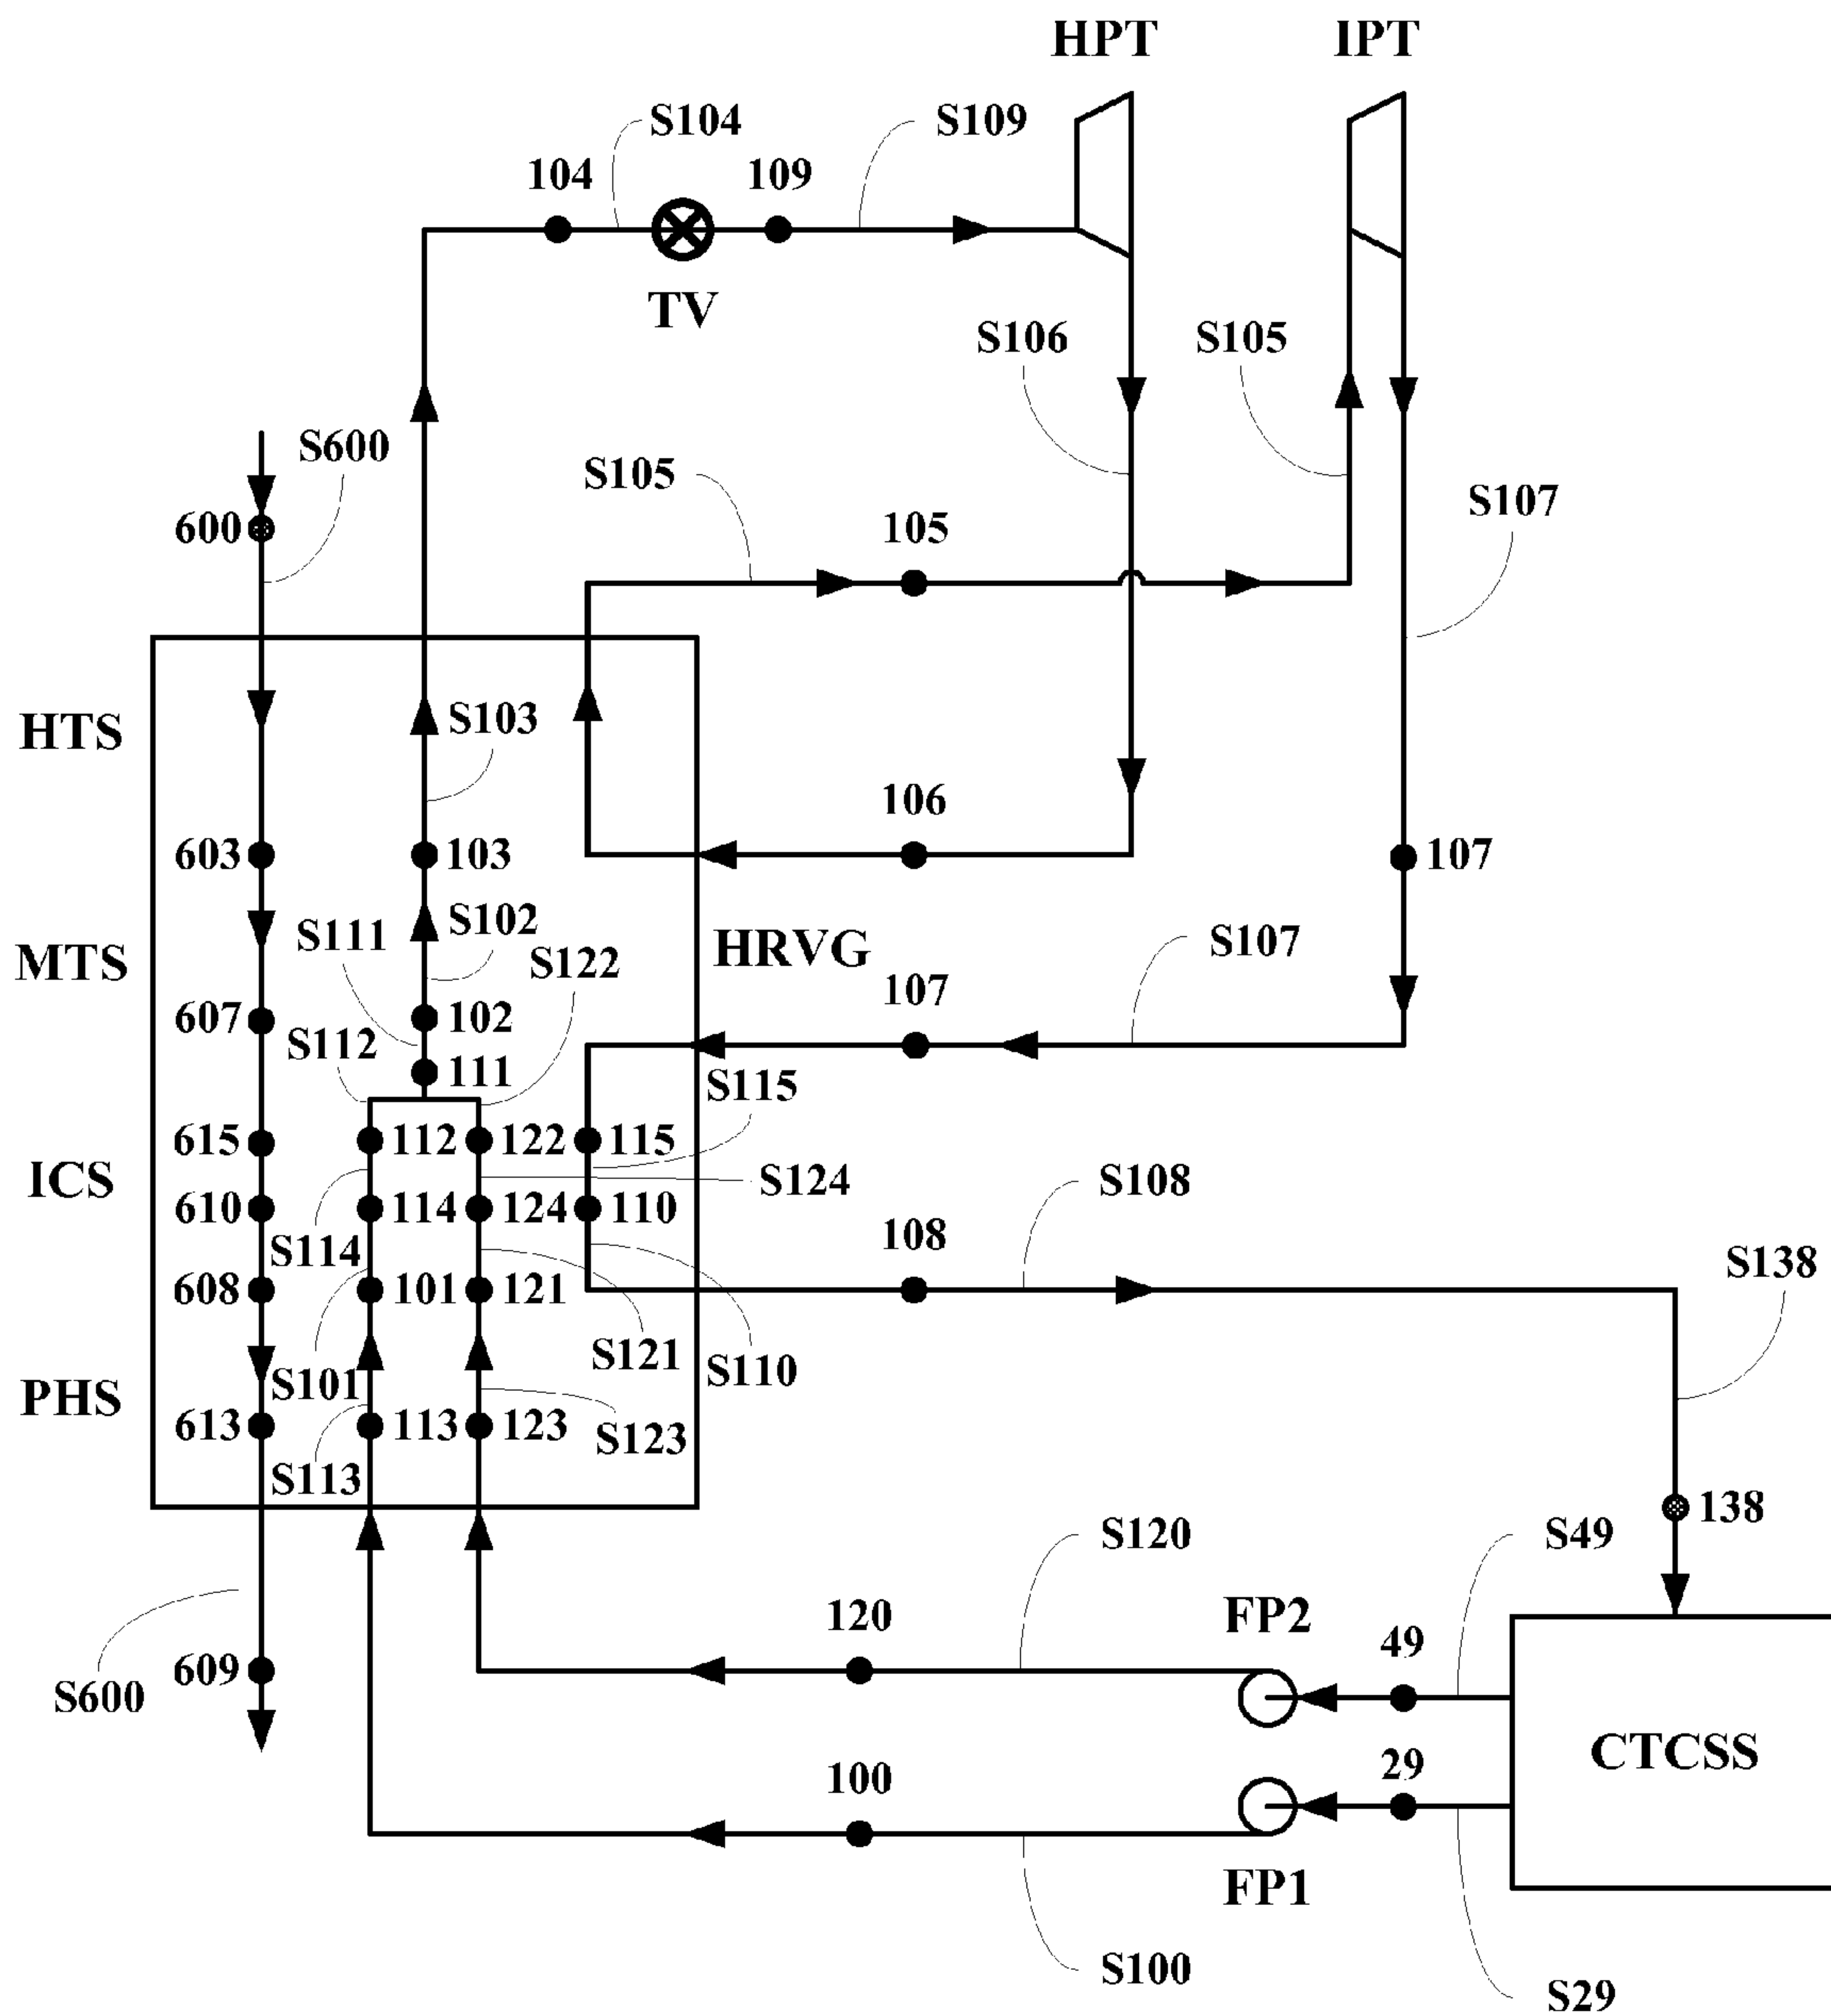 HPT IPT
S104 S109
104 109
TV
S106 S105
S600
S105
S107
600
105
HTS
S103
106
603 103
107
S111 S102
MTS
HRVG
S122
S107
607 102
107
S112
111
S115
615 112 122 115
ICS
S124
S108
610 114 124 110
S114
108
S138
608 101 121
S121
S101
S110
PHS
613 113 123
S123
S113
138
S120 S49
120 FP2
49
609
S600
CTCSS
100 29
FP1
S100
S29